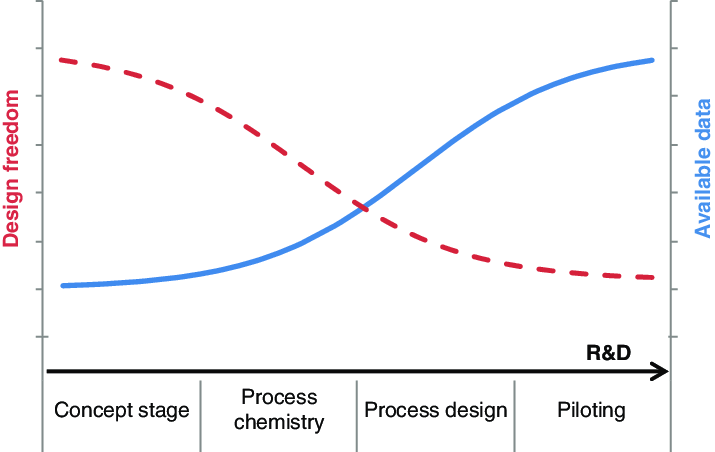 Design freedom
Available data
R&D
Concept stage
Process
chemistry
Process design
Piloting